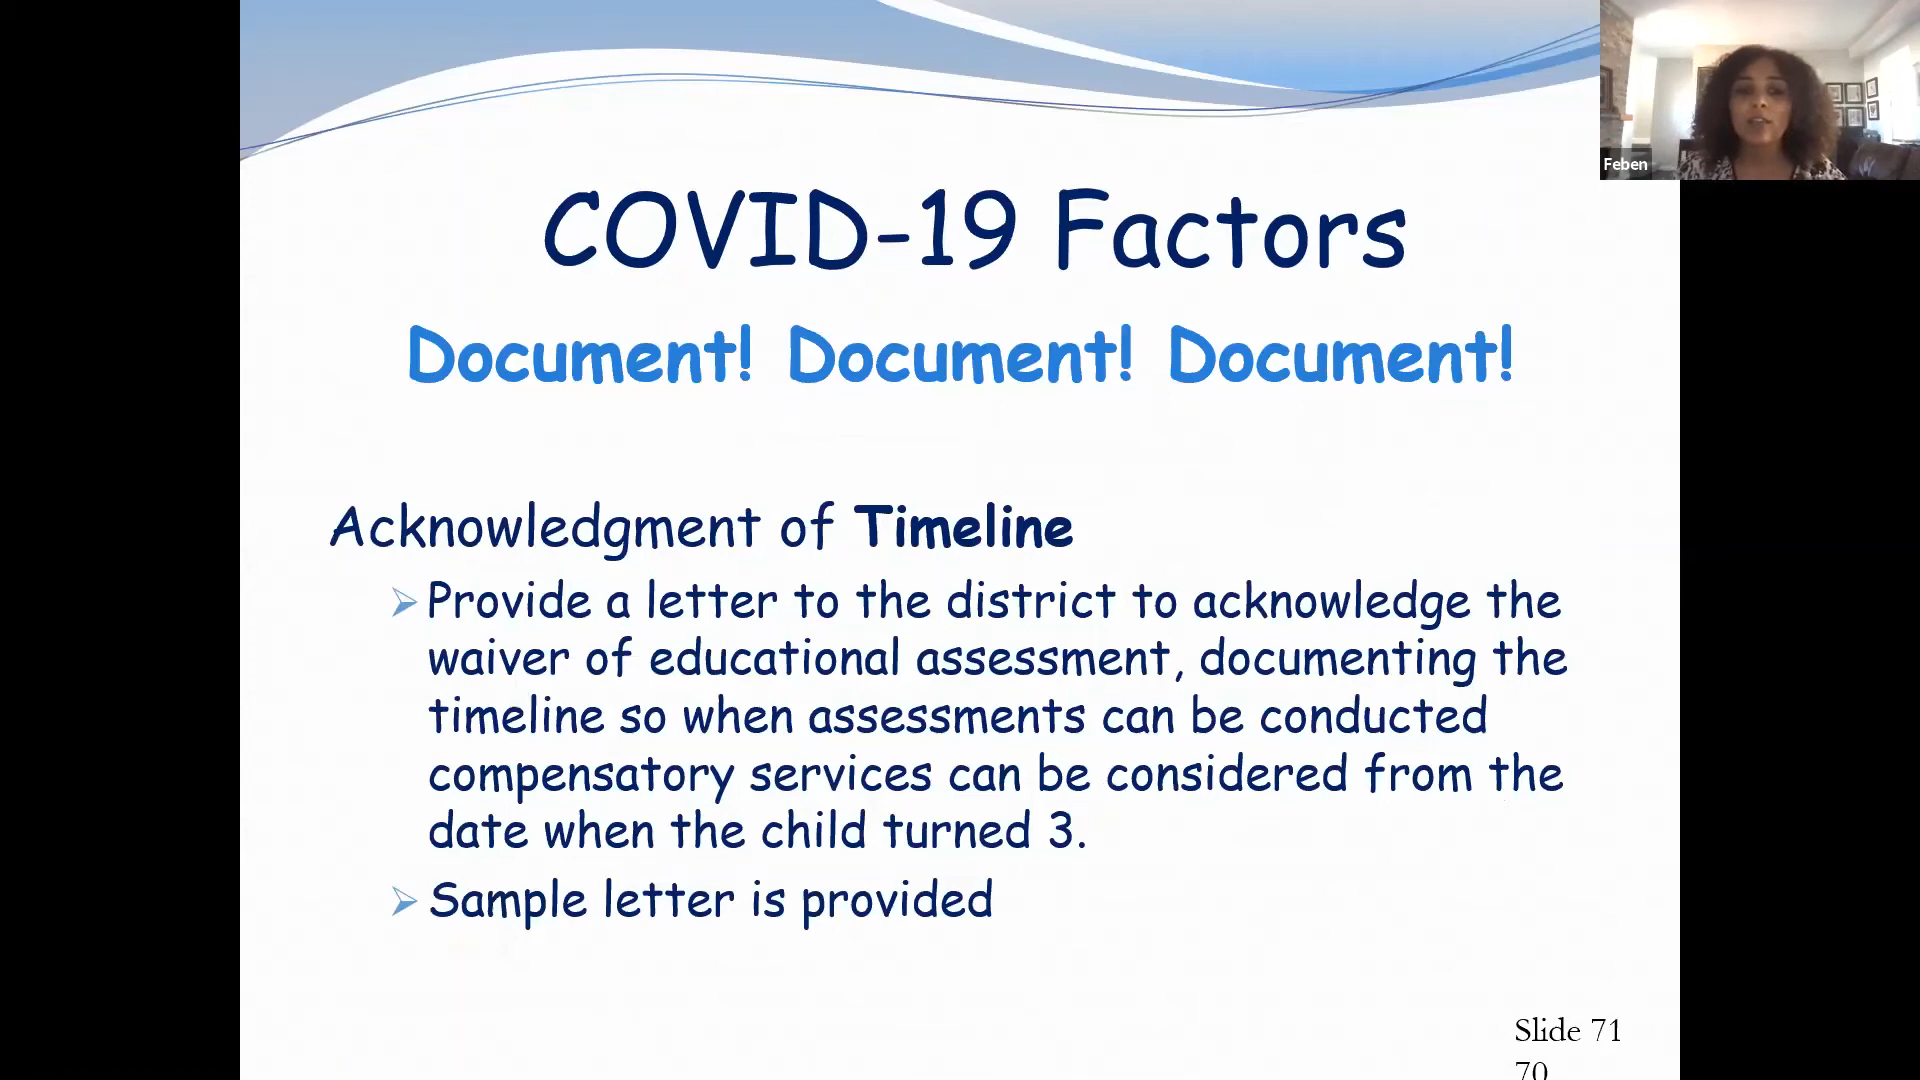 Feben
COVID-19 Factors
Document! Document! Document!
Acknowledgment of Timeline
Provide a letter to the district to acknowledge the
waiver of educational assessment, documenting the
timeline so when assessments can be conducted
compensatory services can be considered from the
date when the child turned 3.
Sample letter is provided
Slide 71
70